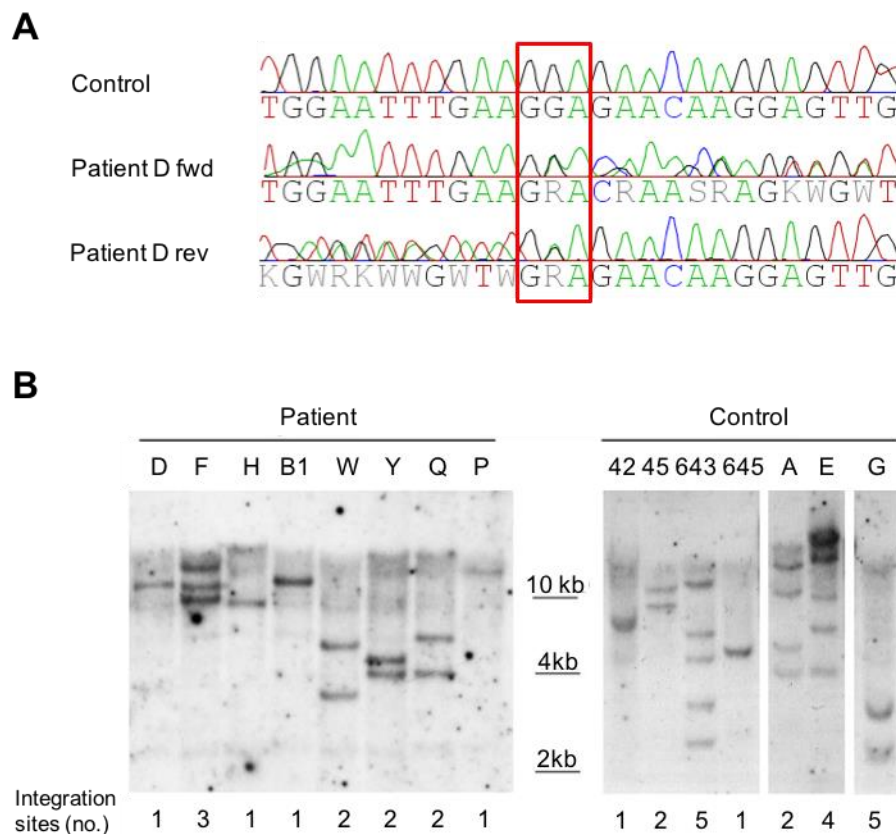 A
Control
TGGAATTTGAAGGAGAACAAGGAGTTG
Patient D fwd
TGGAATTTGAAGRACRAASRAGKWGWT
Patient D rev
KGWRKWWGWTWGRAGAACAAGGAGTTG
B
Patient Control
D F H B1 W Y Q P 42 45 643 645 A E G
10 kb
4kb
2kb
Integration
sites (no.) 1 3 1 1 2 2 2 1 1 2 5 1 2 4 5